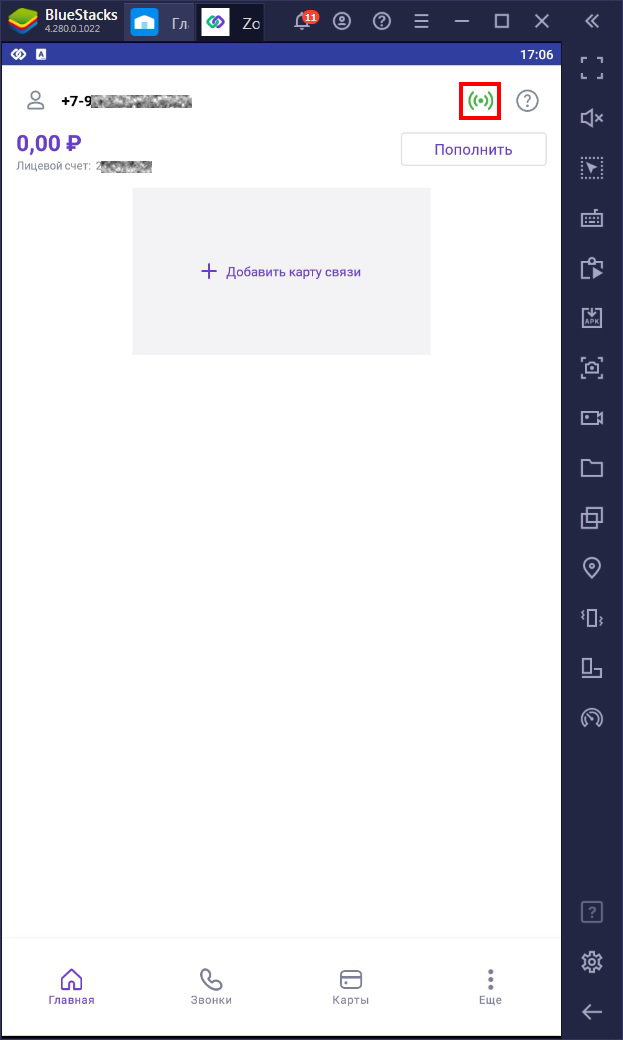 BlueStacks
4.280.0.1022
Гл
Zo
11
17:06
+7-9
0,00 ₽
Лицевой счет: 2
Пополнить
+ Добавить карту связи
APK
Главная
Звонки
Карты
Еще